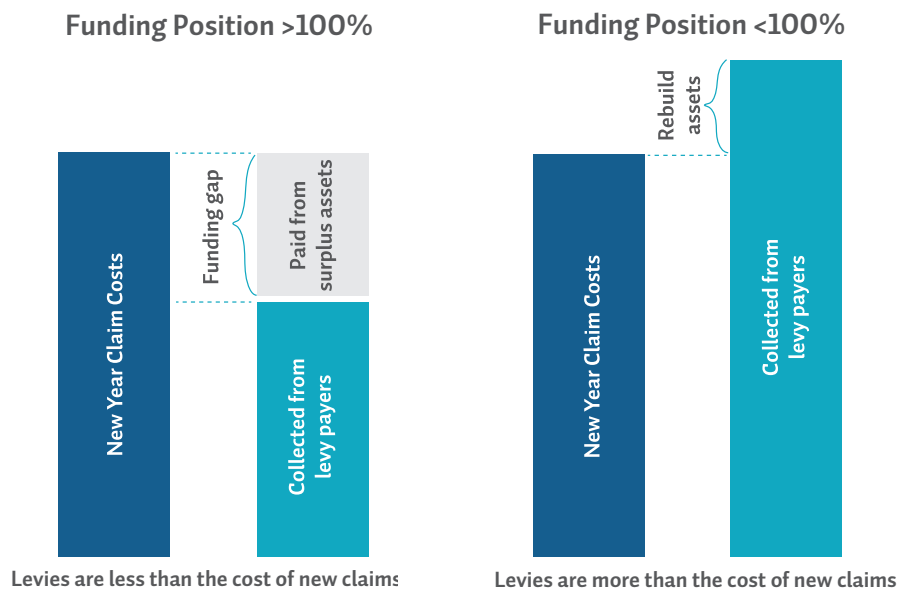 Funding Position >100%
New Year Claim Costs
Funding gap
Paid from
surplus assets
Collected from
levy payers
Levies are less than the cost of new claims
Funding Position <100%
New Year Claim Costs
Rebuild
assets
Collected from
levy payers
Levies are more than the cost of new claims